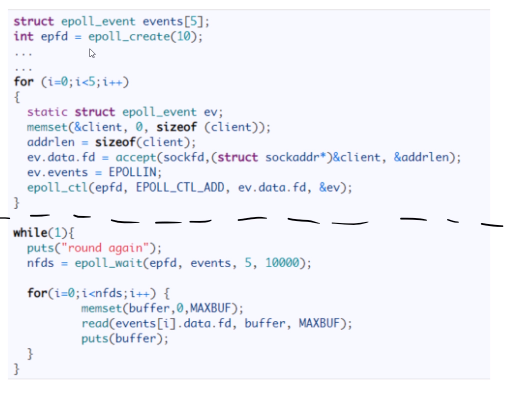 struct epoll_event events[5];
int epfd = epoll_create(10);
...
...
for (i=0;i<5;i++)
{
  static struct epoll_event ev;
  memset(&client, 0, sizeof (client));
  addrlen = sizeof(client);
  ev.data.fd = accept(sockfd,(struct sockaddr*)&client, &addrlen);
  ev.events = EPOLLIN;
  epoll_ctl(epfd, EPOLL_CTL_ADD, ev.data.fd, &ev);
}
while(1){
  puts("round again");
  nfds = epoll_wait(epfd, events, 5, 10000);

  for(i=0;i<nfds;i++) {
        memset(buffer,0,MAXBUF);
        read(events[i].data.fd, buffer, MAXBUF);
        puts(buffer);
  }
}